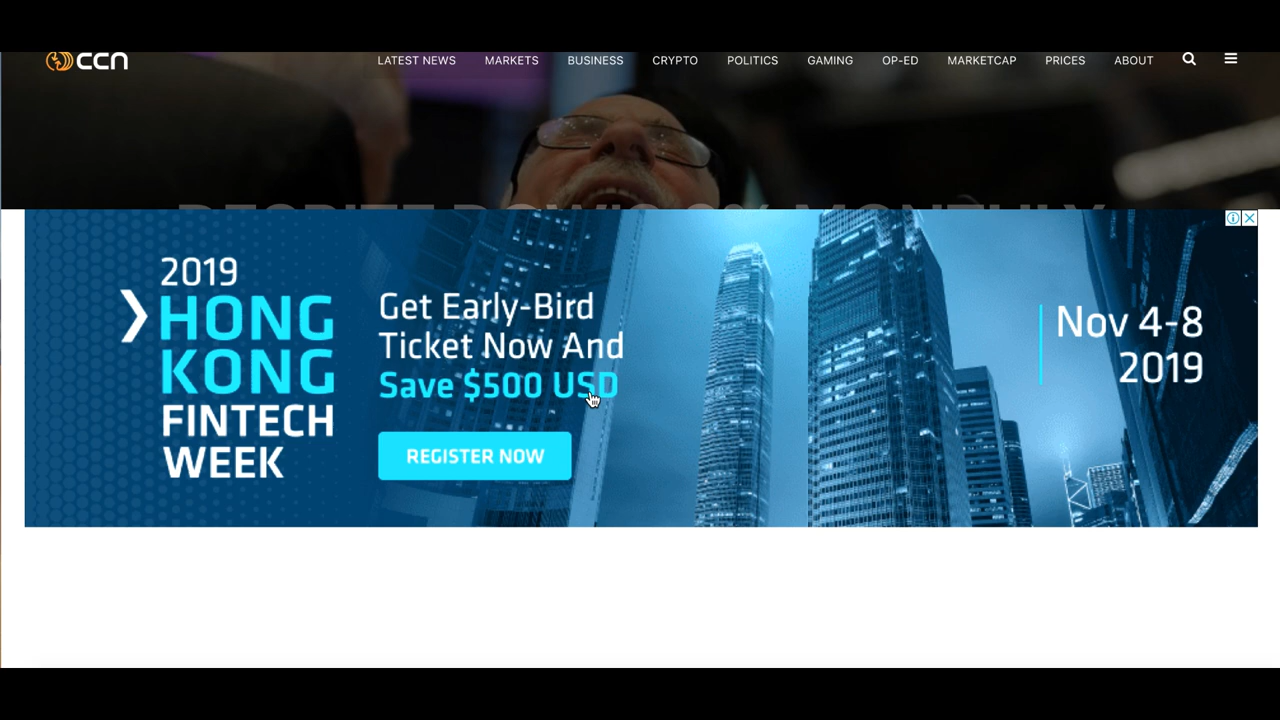 ccn
LATEST NEWS MARKETS BUSINESS CRYPTO POLITICS GAMING OP-ED MARKETCAP PRICES ABOUT
2019
HONG
KONG
FINTECH
WEEK
Get Early-Bird
Ticket Now And
Save $500 USD
REGISTER NOW
Nov 4-8
2019